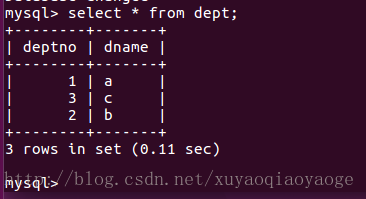 mysql> select * from dept;
+--------+-------+
| deptno | dname |
+--------+-------+
|      1 | a     |
|      3 | c     |
|      2 | b     |
+--------+-------+
3 rows in set (0.11 sec)
mysql>
http://blog.csdn.net/xuyaoqiaoyaoge